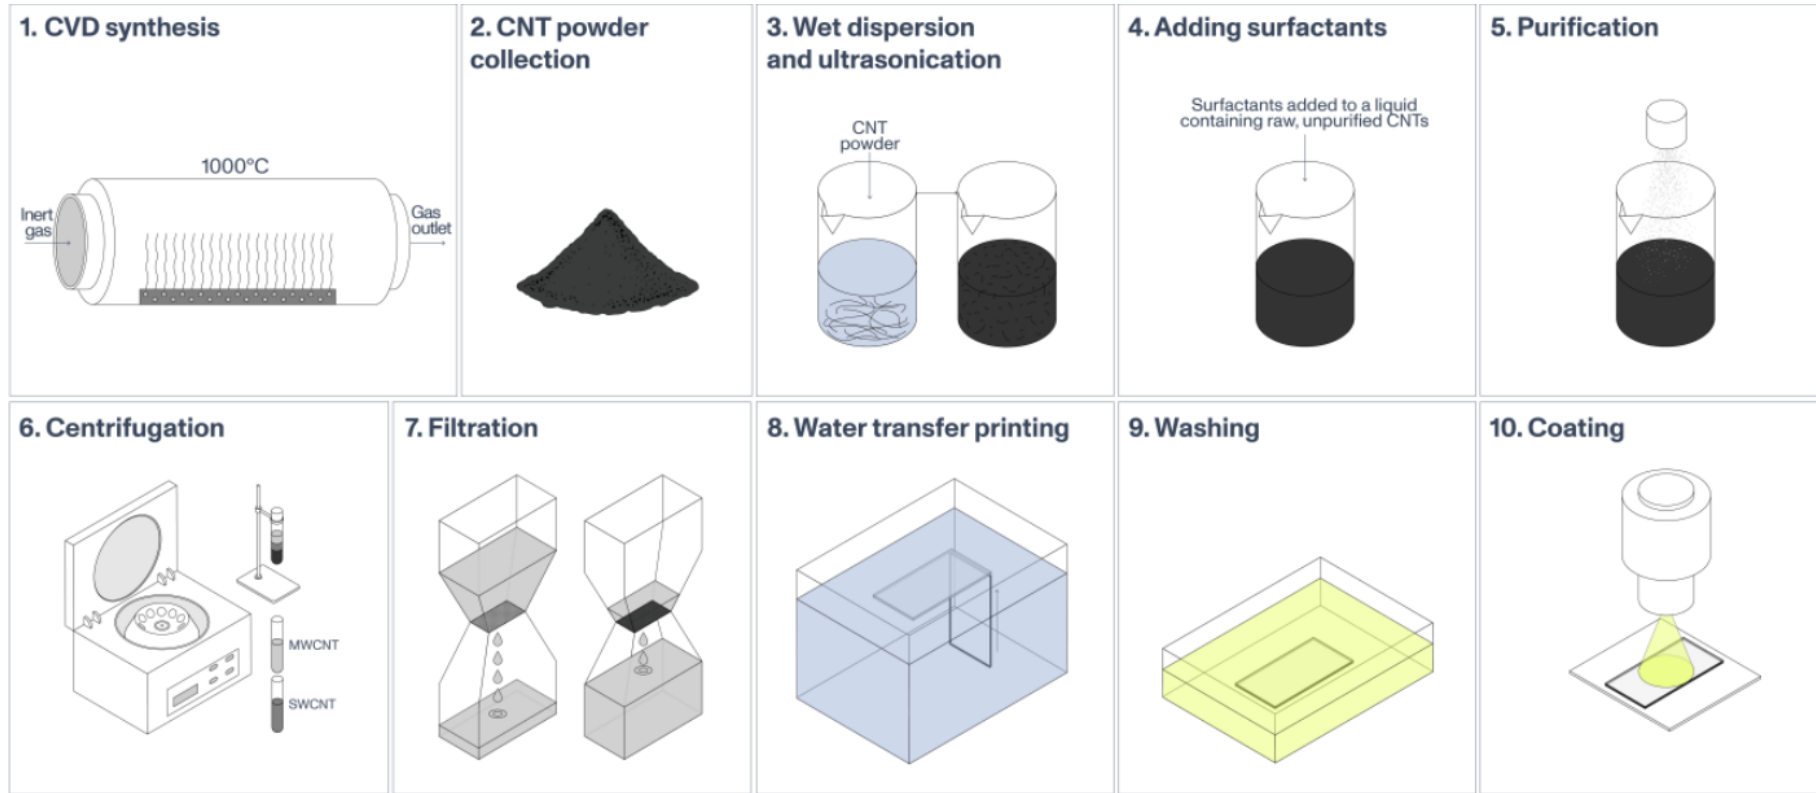 1. CVD synthesis
1000°C
Inert
gas
Gas
outlet
2. CNT powder
collection
3. Wet dispersion
and ultrasonication
CNT
powder
4. Adding surfactants
Surfactants added to a liquid
containing raw, unpurified CNTs
5. Purification
6. Centrifugation
MWCNT
SWCNT
7. Filtration
8. Water transfer printing
9. Washing
10. Coating